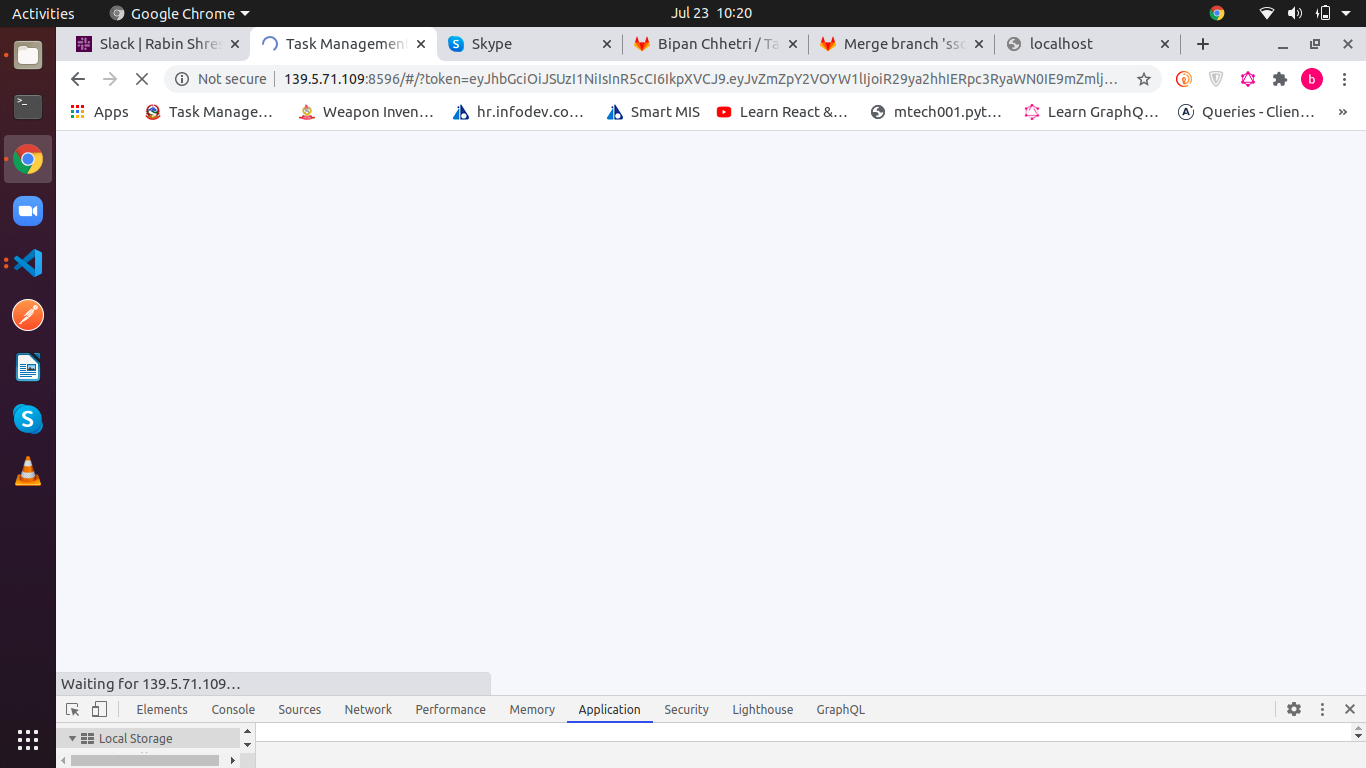 Activities Google Chrome Jul 23 10:20
Slack | Rabin Shres Task Management Skype Bipan Chhetri / Ta Merge branch 'sso localhost
Not secure 139.5.71.109:8596/#/?token=eyJhbGciOiJSUzI1NiIsInR5cCI6IkpXVCJ9.eyJvZmZpY2VOYW1lIjoiR29ya2hhIERpc3RyaWN0IE9mZmlj... b
Apps Task Manage... Weapon Inven... hr.infodev.co... Smart MIS Learn React &... mtech001.pyt... Learn GraphQ... Queries - Clien... »
Waiting for 139.5.71.109...
Elements Console Sources Network Performance Memory Application Security Lighthouse GraphQL
Local Storage